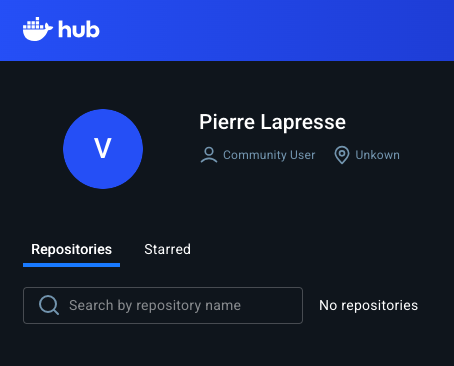 hub
Pierre Lapresse
V
Community User Unkown
Repositories Starred
Search by repository name No repositories